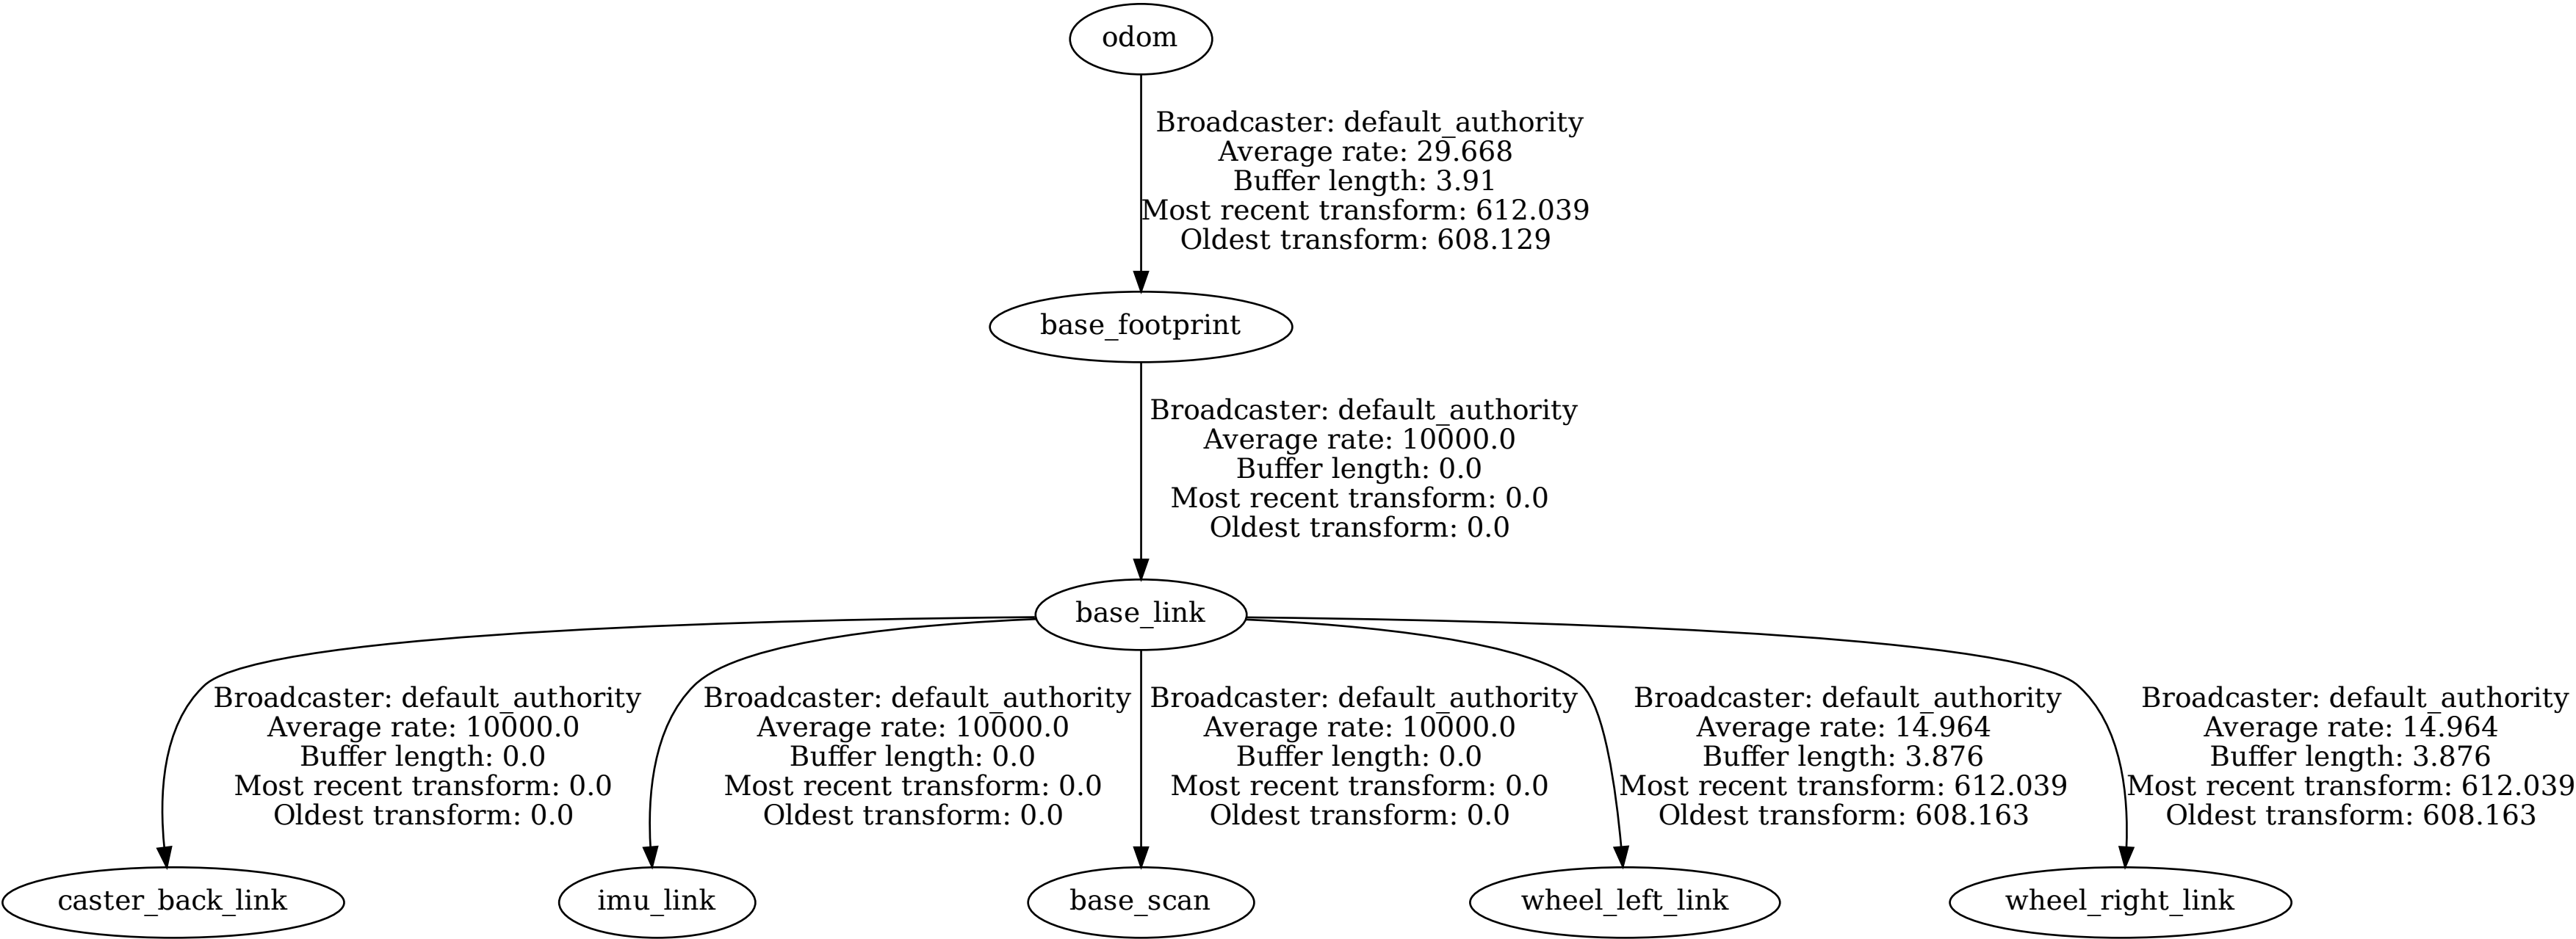 odom
Broadcaster: default_authority
Average rate: 29.668
Buffer length: 3.91
Most recent transform: 612.039
Oldest transform: 608.129
base_footprint
Broadcaster: default_authority
Average rate: 10000.0
Buffer length: 0.0
Most recent transform: 0.0
Oldest transform: 0.0
base_link
Broadcaster: default_authority
Average rate: 10000.0
Buffer length: 0.0
Most recent transform: 0.0
Oldest transform: 0.0
Broadcaster: default_authority
Average rate: 10000.0
Buffer length: 0.0
Most recent transform: 0.0
Oldest transform: 0.0
Broadcaster: default_authority
Average rate: 10000.0
Buffer length: 0.0
Most recent transform: 0.0
Oldest transform: 0.0
Broadcaster: default_authority
Average rate: 14.964
Buffer length: 3.876
Most recent transform: 612.039
Oldest transform: 608.163
Broadcaster: default_authority
Average rate: 14.964
Buffer length: 3.876
Most recent transform: 612.039
Oldest transform: 608.163
caster_back_link
imu_link
base_scan
wheel_left_link
wheel_right_link